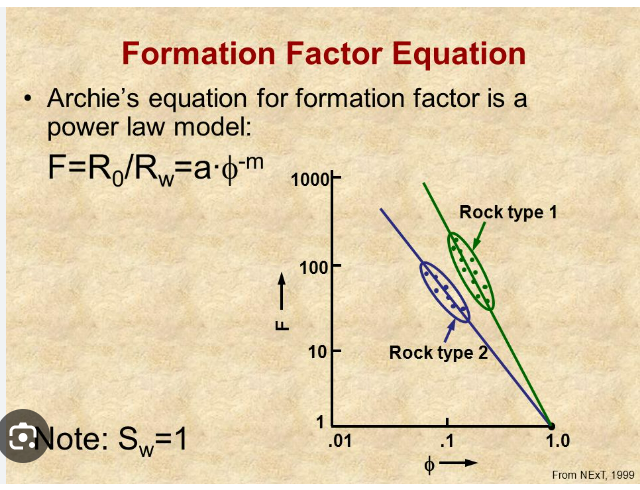 Formation Factor Equation
• Archie's equation for formation factor is a
power law model:
F=R₀/Rw=a·ϕ⁻ᵐ
1000
100
10
1
F
Rock type 1
Rock type 2
.01
.1
1.0
ϕ
Note: Sw=1
From NExT, 1999